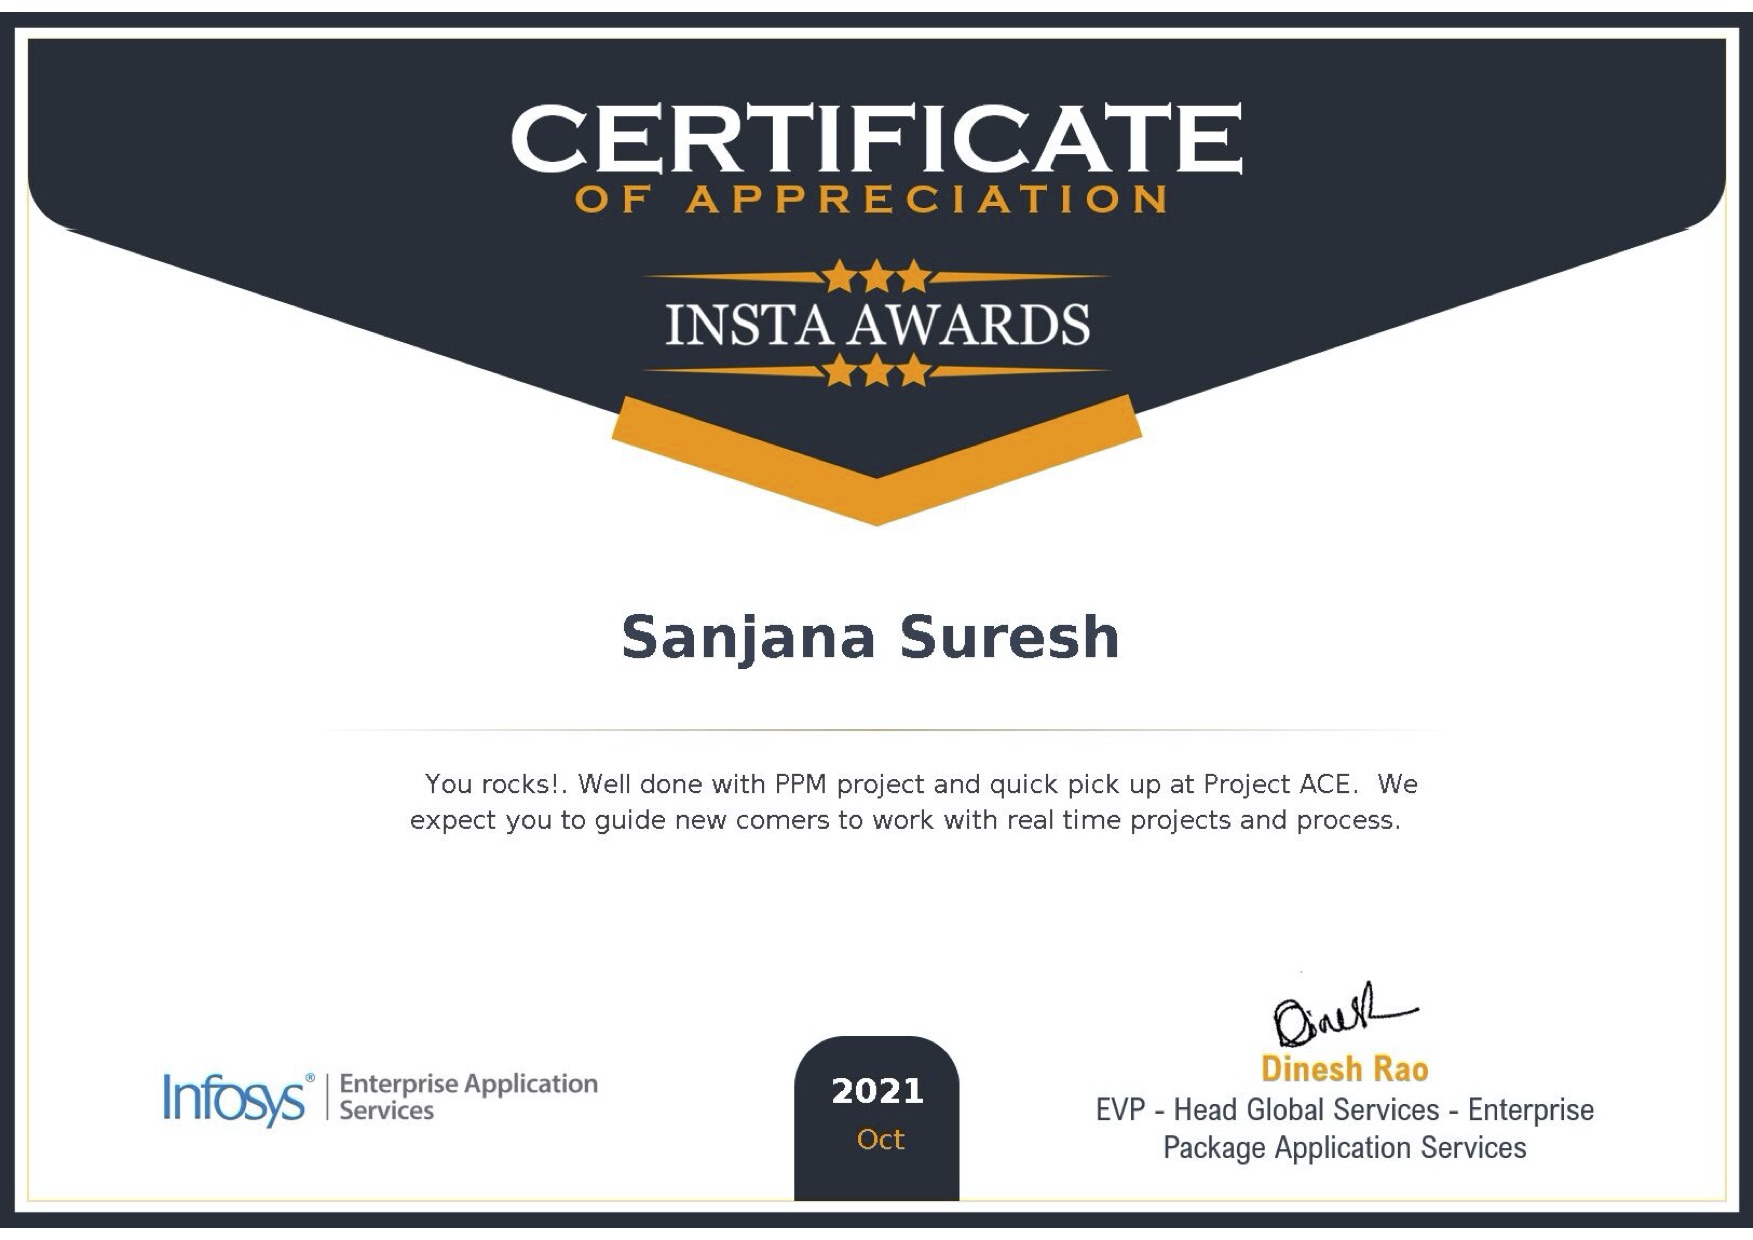 CERTIFICATE
OF APPRECIATION
INSTA AWARDS
Sanjana Suresh
You rocks!. Well done with PPM project and quick pick up at Project ACE.  We
expect you to guide new comers to work with real time projects and process.
Infosys® | Enterprise Application
Services
2021
Oct
Dinesh
Dinesh Rao
EVP - Head Global Services - Enterprise
Package Application Services